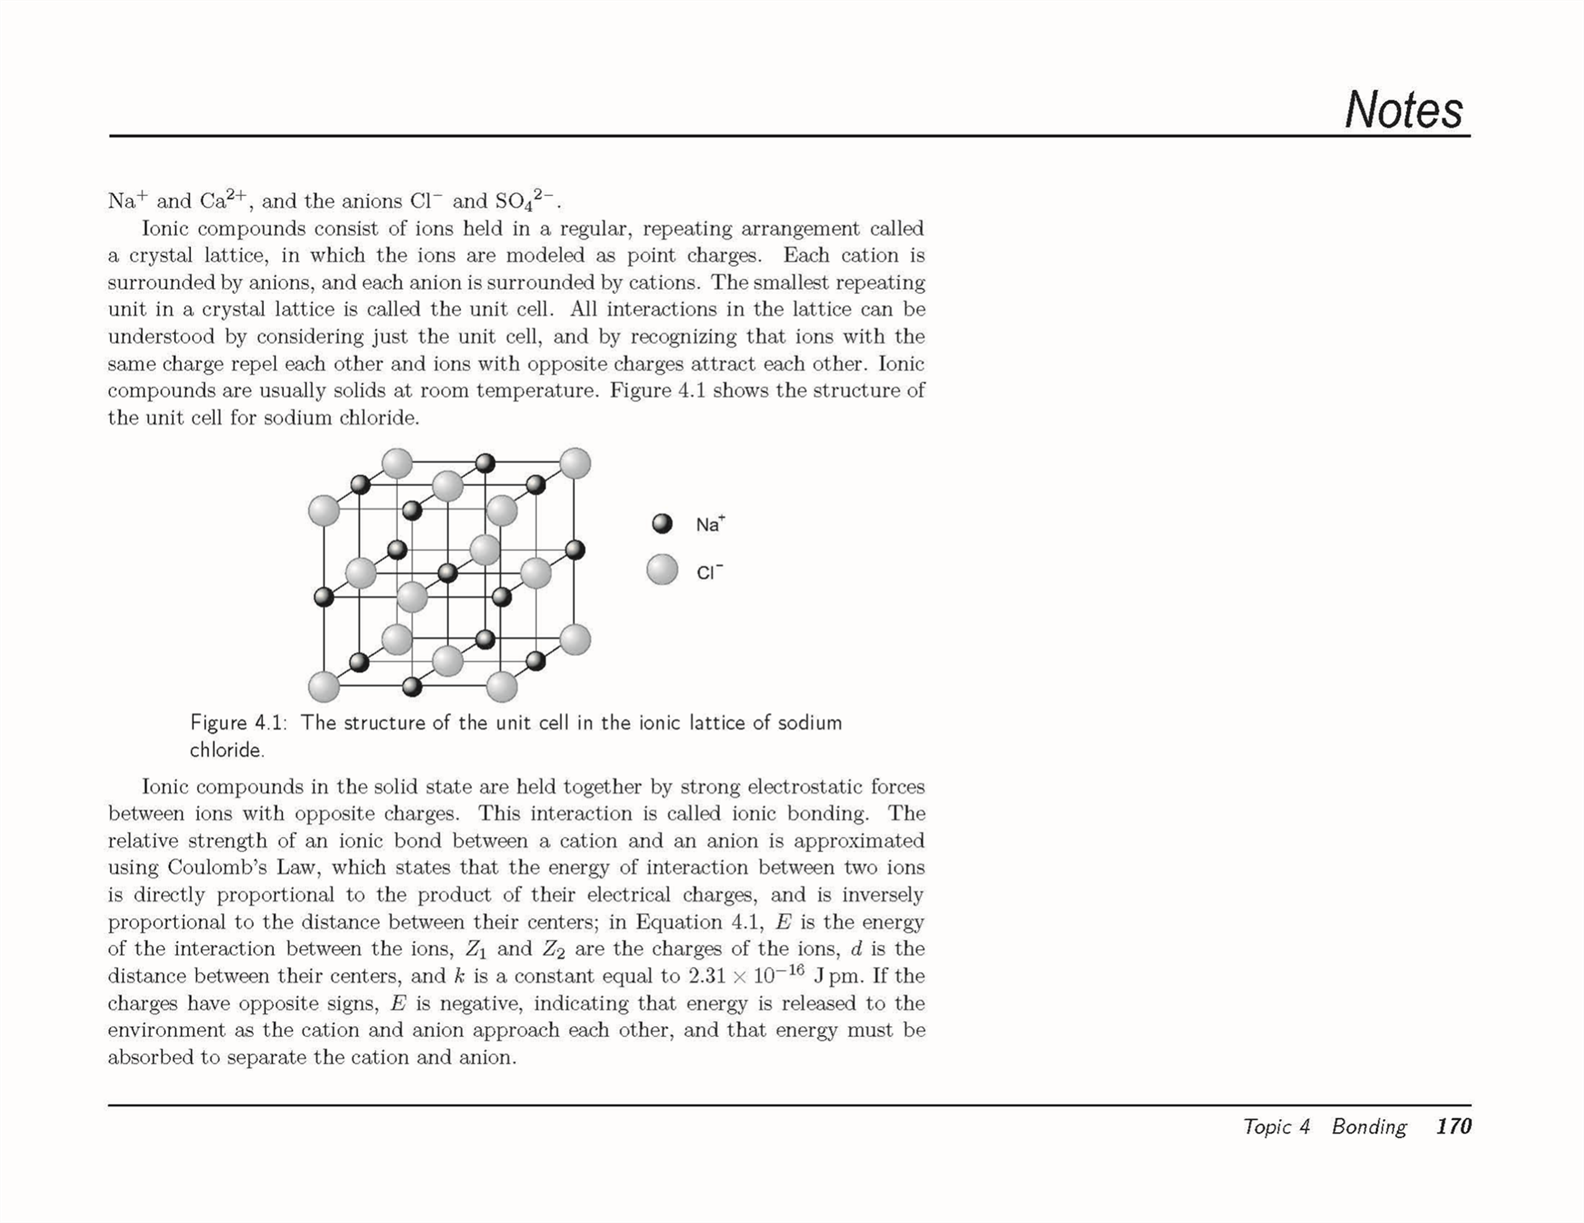 Notes
Na⁺ and Ca²⁺, and the anions Cl⁻ and SO₄²⁻.
Ionic compounds consist of ions held in a regular, repeating arrangement called
a crystal lattice, in which the ions are modeled as point charges. Each cation is
surrounded by anions, and each anion is surrounded by cations. The smallest repeating
unit in a crystal lattice is called the unit cell. All interactions in the lattice can be
understood by considering just the unit cell, and by recognizing that ions with the
same charge repel each other and ions with opposite charges attract each other. Ionic
compounds are usually solids at room temperature. Figure 4.1 shows the structure of
the unit cell for sodium chloride.
Na⁺
Cl⁻
Figure 4.1: The structure of the unit cell in the ionic lattice of sodium
chloride.
Ionic compounds in the solid state are held together by strong electrostatic forces
between ions with opposite charges. This interaction is called ionic bonding. The
relative strength of an ionic bond between a cation and an anion is approximated
using Coulomb's Law, which states that the energy of interaction between two ions
is directly proportional to the product of their electrical charges, and is inversely
proportional to the distance between their centers; in Equation 4.1, E is the energy
of the interaction between the ions, Z₁ and Z₂ are the charges of the ions, d is the
distance between their centers, and k is a constant equal to 2.31 × 10⁻¹⁶ J pm. If the
charges have opposite signs, E is negative, indicating that energy is released to the
environment as the cation and anion approach each other, and that energy must be
absorbed to separate the cation and anion.
Topic 4 Bonding 170